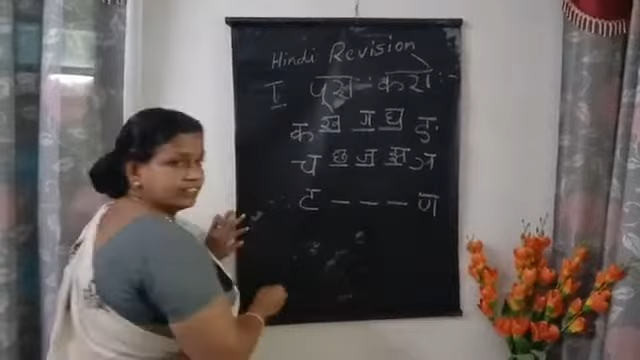 Hindi Revision
I पूरा करो :-
क ख ग घ ङ
च छ ज झ ञ
ट - - - ण